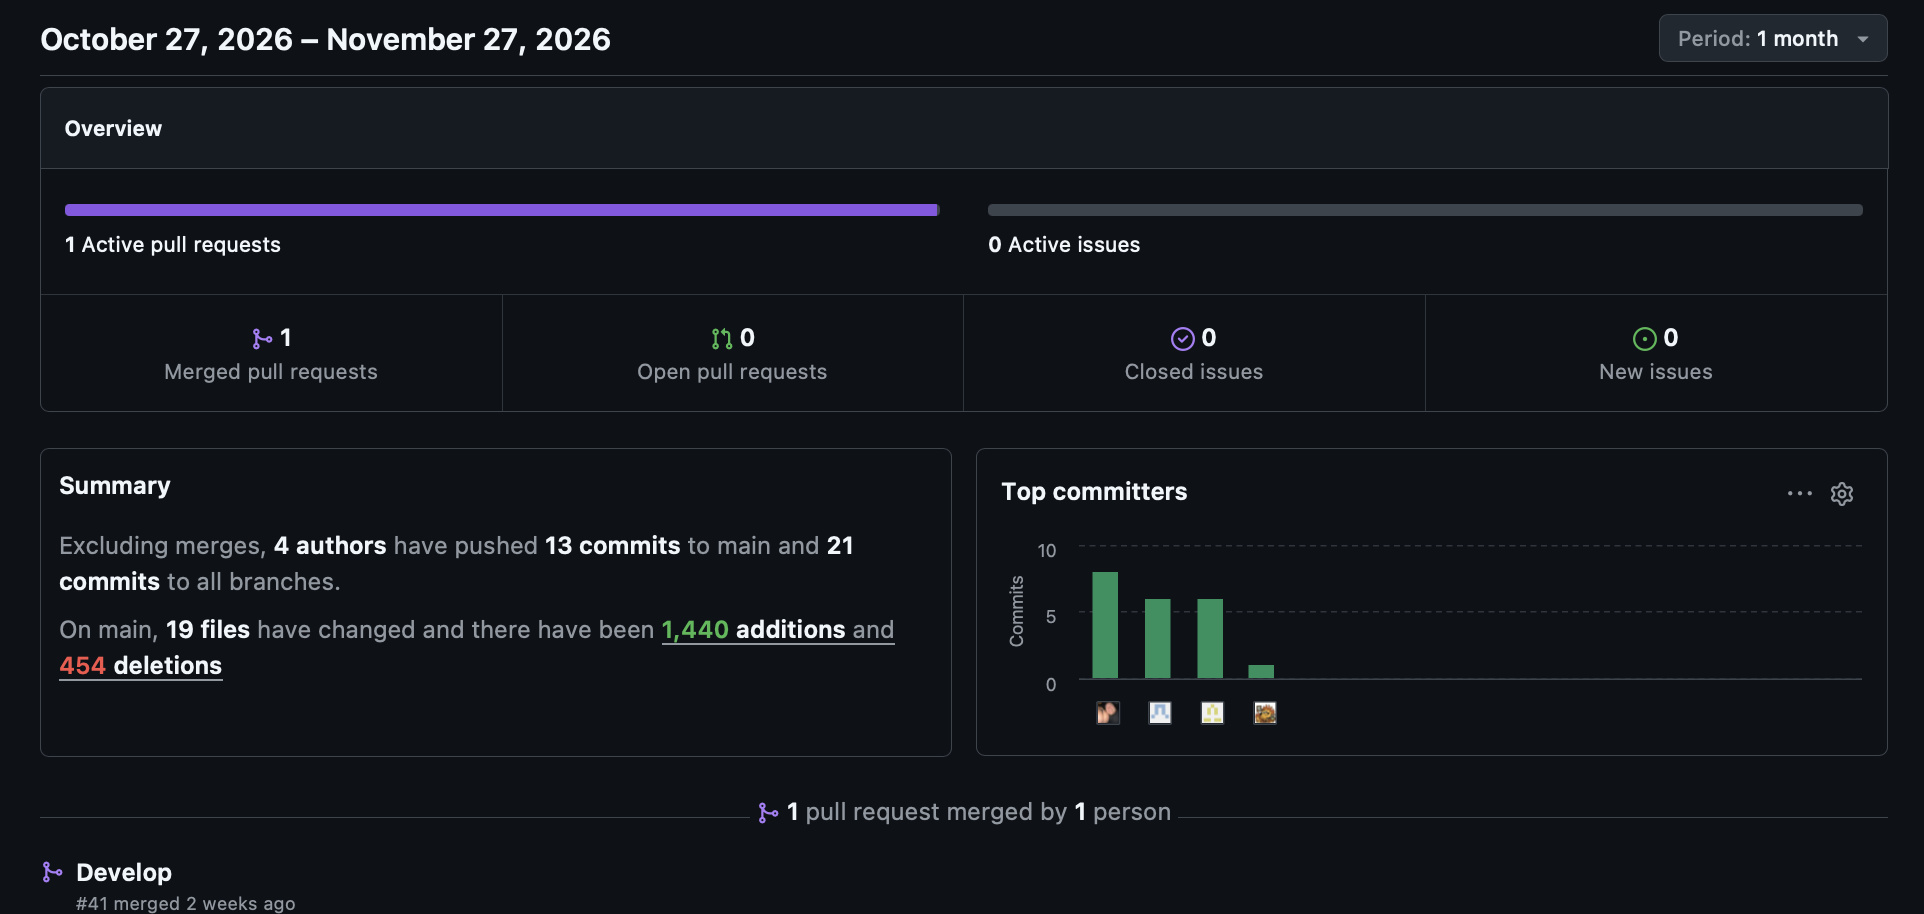 October 27, 2026 – November 27, 2026
Period: 1 month
Overview
1 Active pull requests
0 Active issues
1
Merged pull requests
0
Open pull requests
0
Closed issues
0
New issues
Summary
Excluding merges, 4 authors have pushed 13 commits to main and 21
commits to all branches.
On main, 19 files have changed and there have been 1,440 additions and
454 deletions
Top committers
Commits
10
5
0
1 pull request merged by 1 person
Develop
#41 merged 2 weeks ago